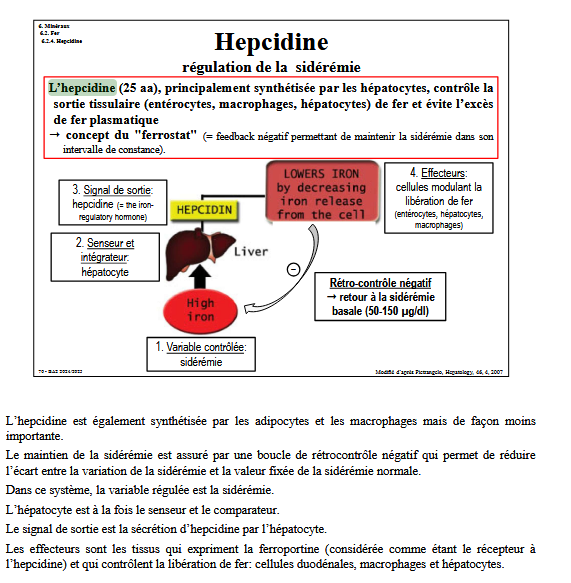 6. Minéraux
6.2. Fer
6.2.4. Hepcidine
Hepcidine
régulation de la sidérémie
L'hepcidine (25 aa), principalement synthétisée par les hépatocytes, contrôle la
sortie tissulaire (entérocytes, macrophages, hépatocytes) de fer et évite l'excès
de fer plasmatique
→ concept du "ferrostat" (= feedback négatif permettant de maintenir la sidérémie dans son
intervalle de constance).
3. Signal de sortie:
hepcidine (= the iron-
regulatory hormone)
HEPCIDIN
LOWERS IRON
by decreasing
iron release
from the cell
4. Effecteurs:
cellules modulant la
libération de fer
(entérocytes, hépatocytes,
macrophages)
2. Senseur et
intégrateur:
hépatocyte
Liver
High
iron
Rétro-contrôle négatif
→ retour à la sidérémie
basale (50-150 µg/dl)
1. Variable contrôlée:
sidérémie
Modifié d'après Pietrangelo, Hepatology, 46, 4, 2007
L'hepcidine est également synthétisée par les adipocytes et les macrophages mais de façon moins
importante.
Le maintien de la sidérémie est assuré par une boucle de rétrocontrôle négatif qui permet de réduire
l'écart entre la variation de la sidérémie et la valeur fixée de la sidérémie normale.
Dans ce système, la variable régulée est la sidérémie.
L'hépatocyte est à la fois le senseur et le comparateur.
Le signal de sortie est la sécrétion d'hepcidine par l'hépatocyte.
Les effecteurs sont les tissus qui expriment la ferroportine (considérée comme étant le récepteur à
l'hepcidine) et qui contrôlent la libération de fer: cellules duodénales, macrophages et hépatocytes.